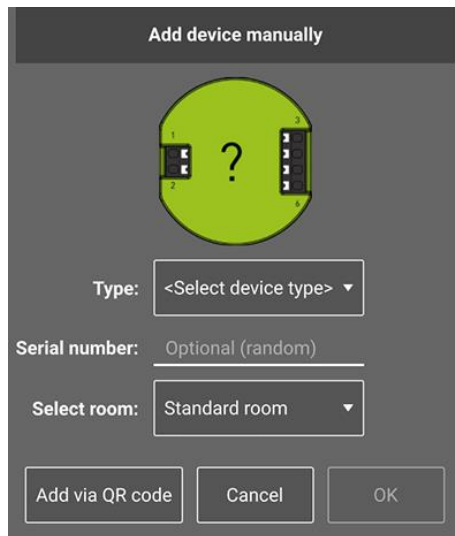 Add device manually
1
3
?
2
6
Type: <Select device type>
Serial number: Optional (random)
Select room: Standard room
Add via QR code Cancel OK